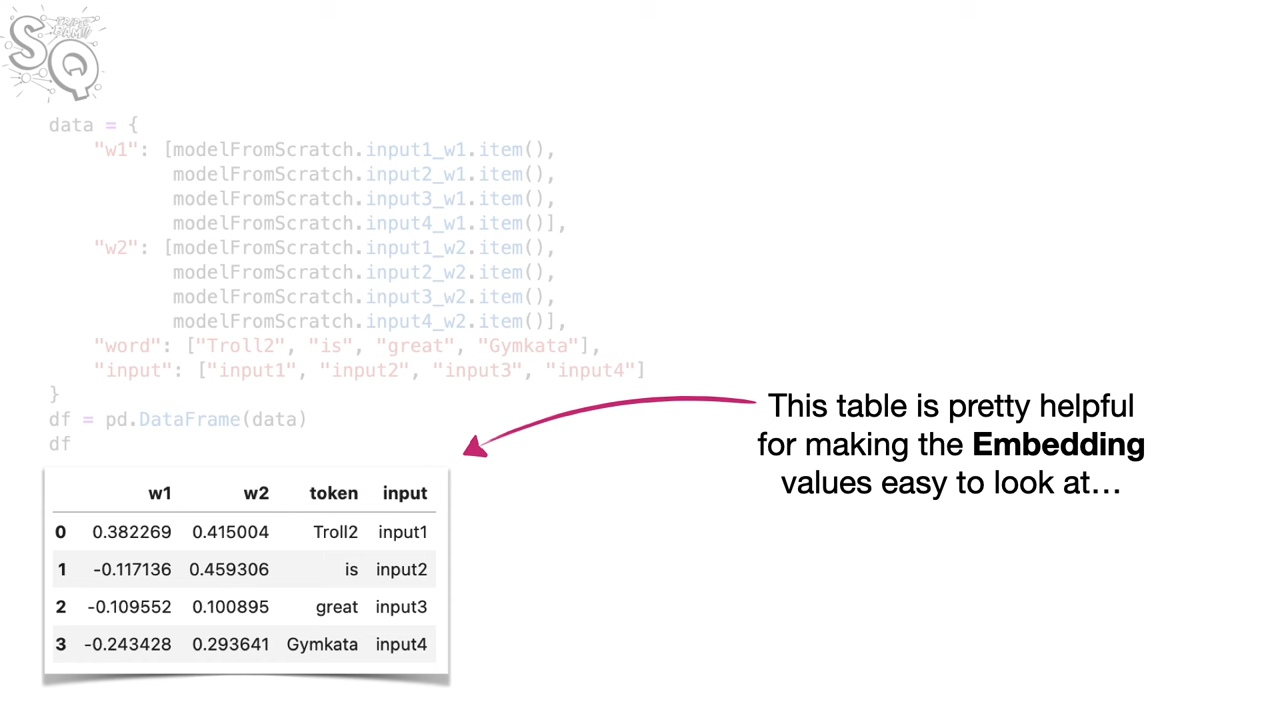 SQ
TRIPLE
BAM!!
data = {
    "w1": [modelFromScratch.input1_w1.item(),
           modelFromScratch.input2_w1.item(),
           modelFromScratch.input3_w1.item(),
           modelFromScratch.input4_w1.item()],
    "w2": [modelFromScratch.input1_w2.item(),
           modelFromScratch.input2_w2.item(),
           modelFromScratch.input3_w2.item(),
           modelFromScratch.input4_w2.item()],
    "word": ["Troll2", "is", "great", "Gymkata"],
    "input": ["input1", "input2", "input3", "input4"]
}
df = pd.DataFrame(data)
df
This table is pretty helpful
for making the Embedding
values easy to look at…
w1 w2 token input
0 0.382269 0.415004 Troll2 input1
1 -0.117136 0.459306 is input2
2 -0.109552 0.100895 great input3
3 -0.243428 0.293641 Gymkata input4